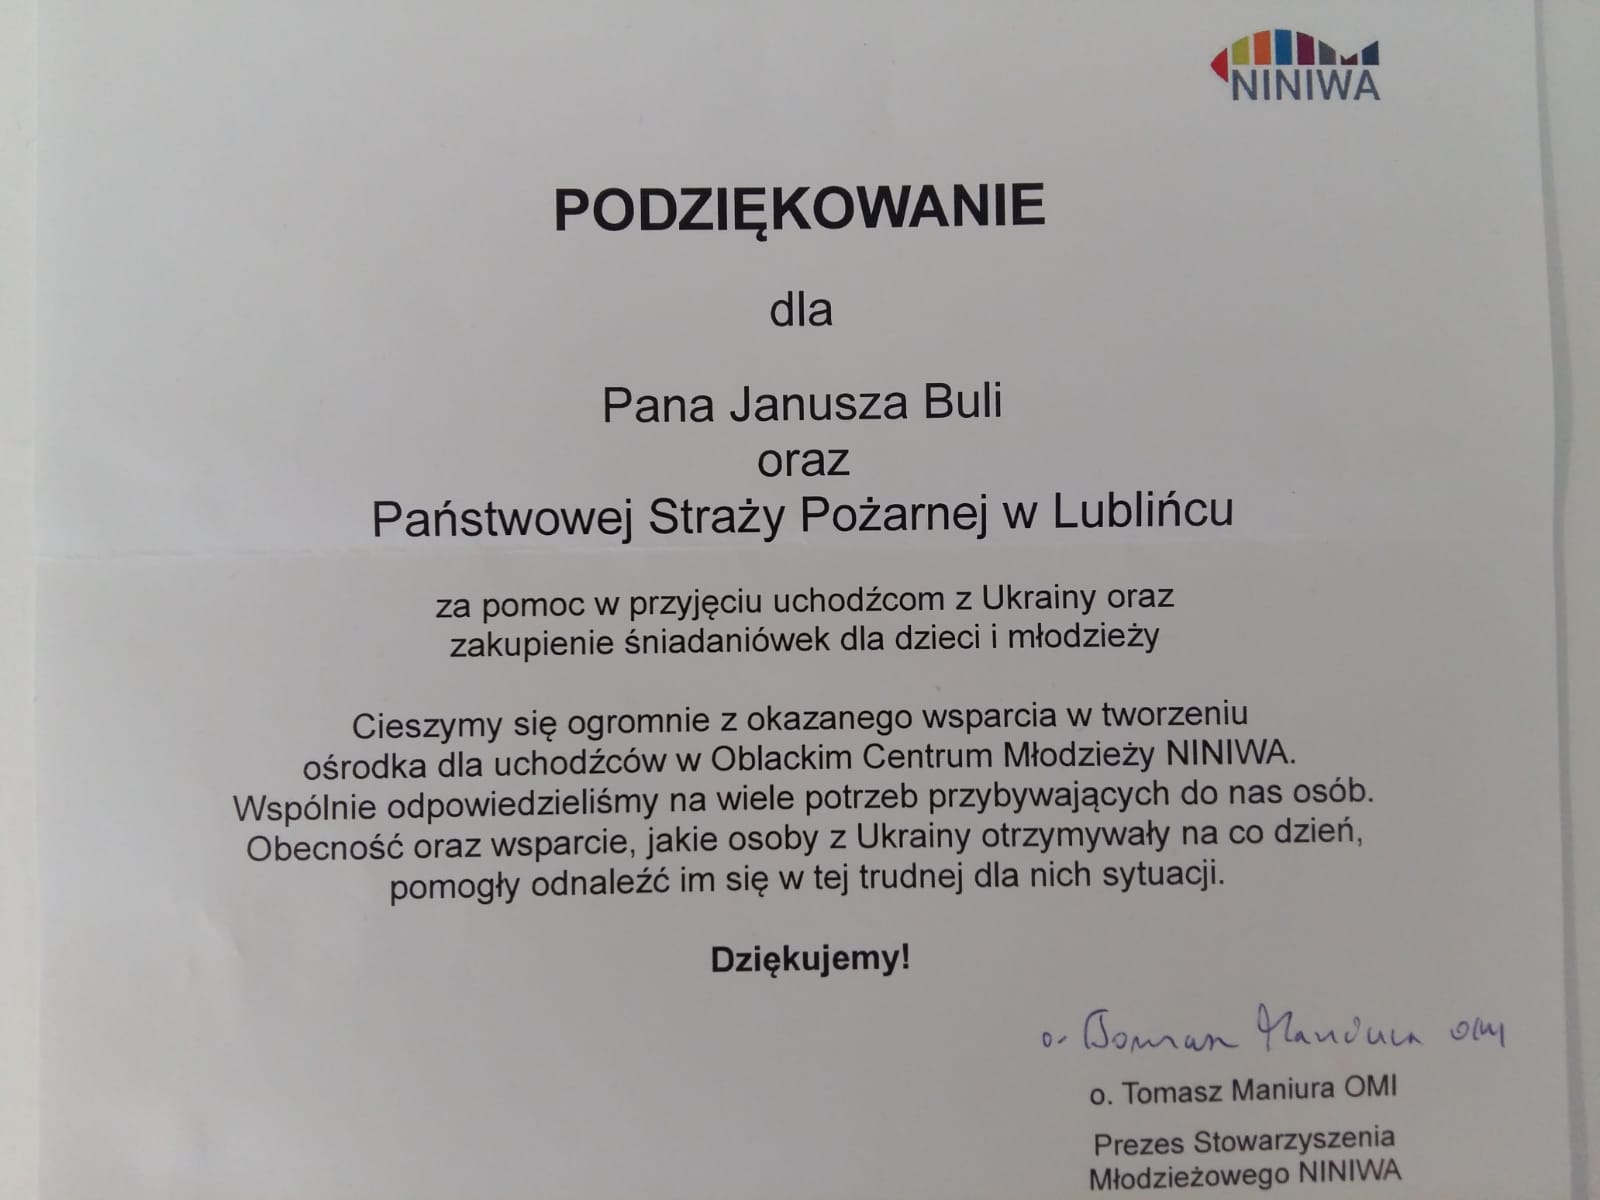 NINIWA
PODZIĘKOWANIE
dla
Pana Janusza Buli
oraz
Państwowej Straży Pożarnej w Lublińcu
za pomoc w przyjęciu uchodźcom z Ukrainy oraz
zakupienie śniadaniówek dla dzieci i młodzieży
Cieszymy się ogromnie z okazanego wsparcia w tworzeniu
ośrodka dla uchodźców w Oblackim Centrum Młodzieży NINIWA.
Wspólnie odpowiedzieliśmy na wiele potrzeb przybywających do nas osób.
Obecność oraz wsparcie, jakie osoby z Ukrainy otrzymywały na co dzień,
pomogły odnaleźć im się w tej trudnej dla nich sytuacji.
Dziękujemy!
o. Tomasz Maniura OMI
o. Tomasz Maniura OMI
Prezes Stowarzyszenia
Młodzieżowego NINIWA